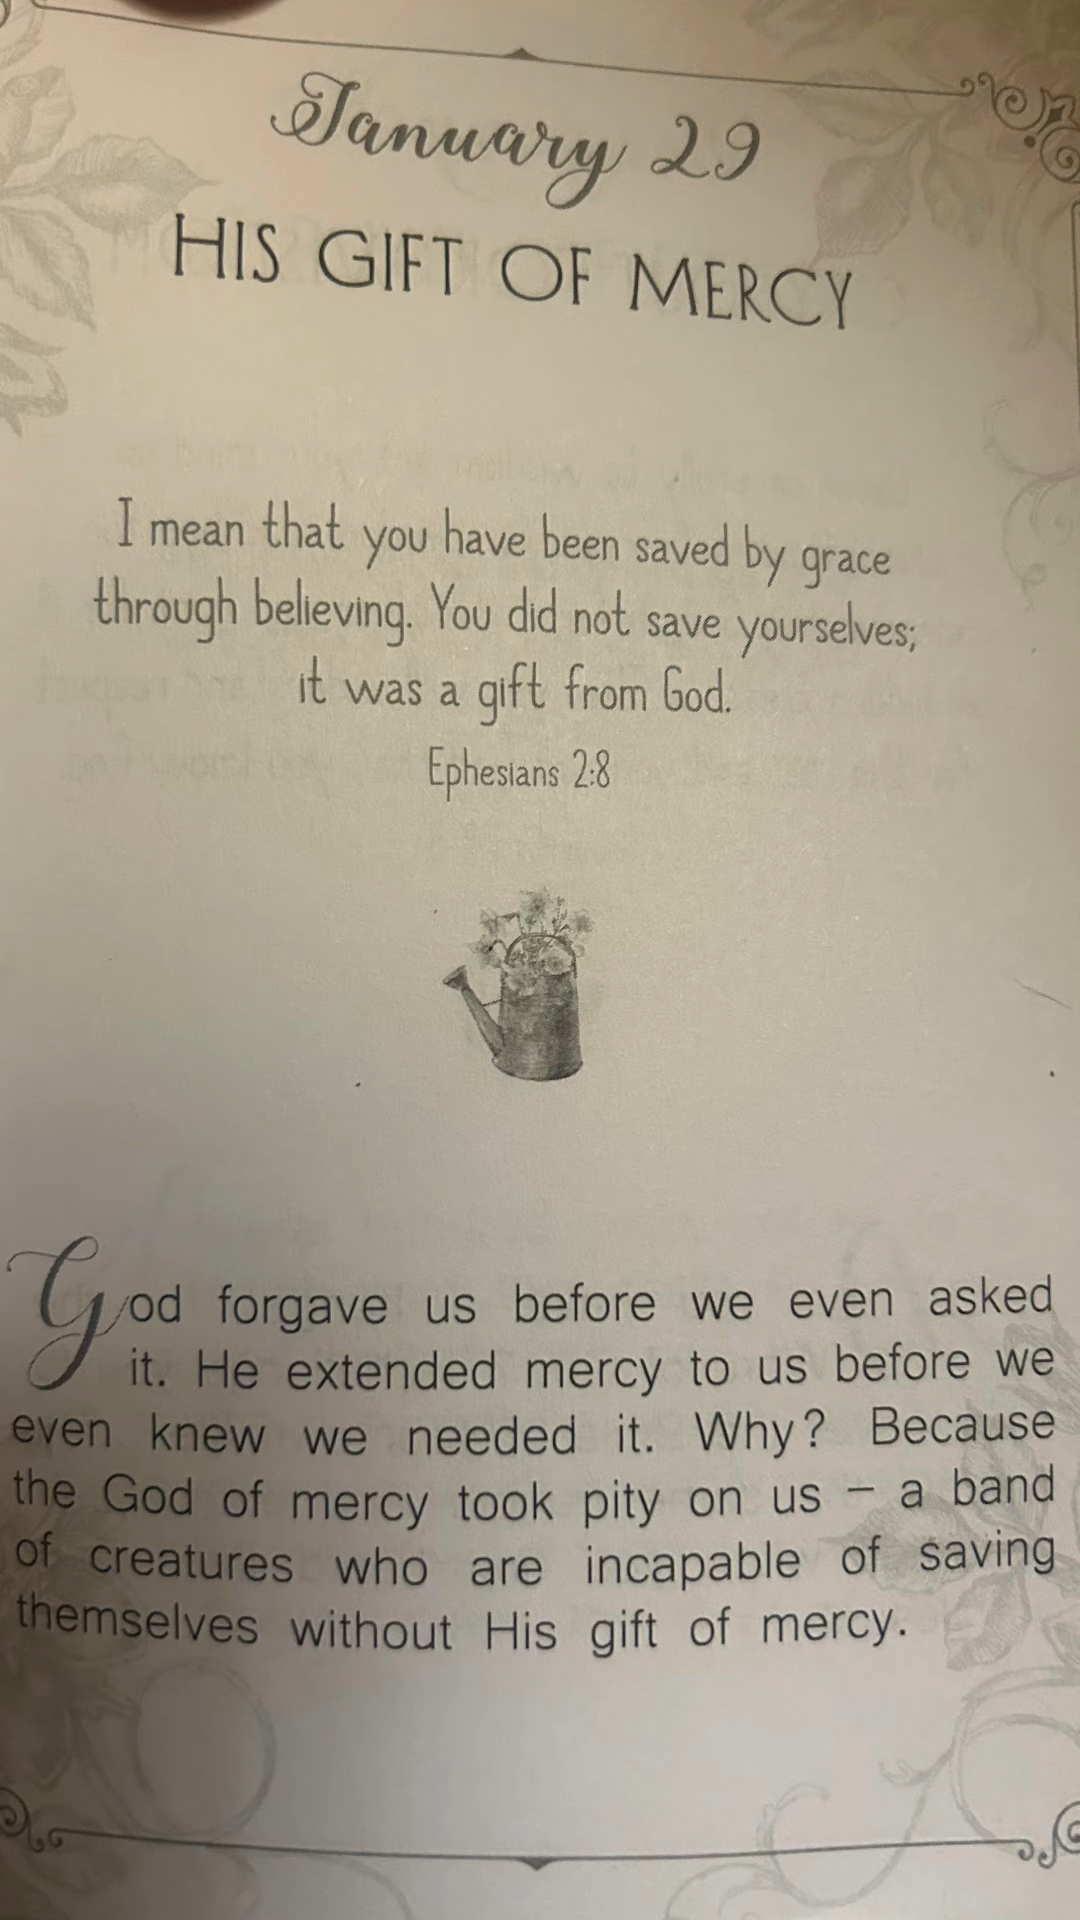 January 29
HIS GIFT OF MERCY
I mean that you have been saved by grace
through believing. You did not save yourselves;
it was a gift from God.
Ephesians 2:8
God forgave us before we even asked
it. He extended mercy to us before we
even knew we needed it. Why? Because
the God of mercy took pity on us – a band
of creatures who are incapable of saving
themselves without His gift of mercy.